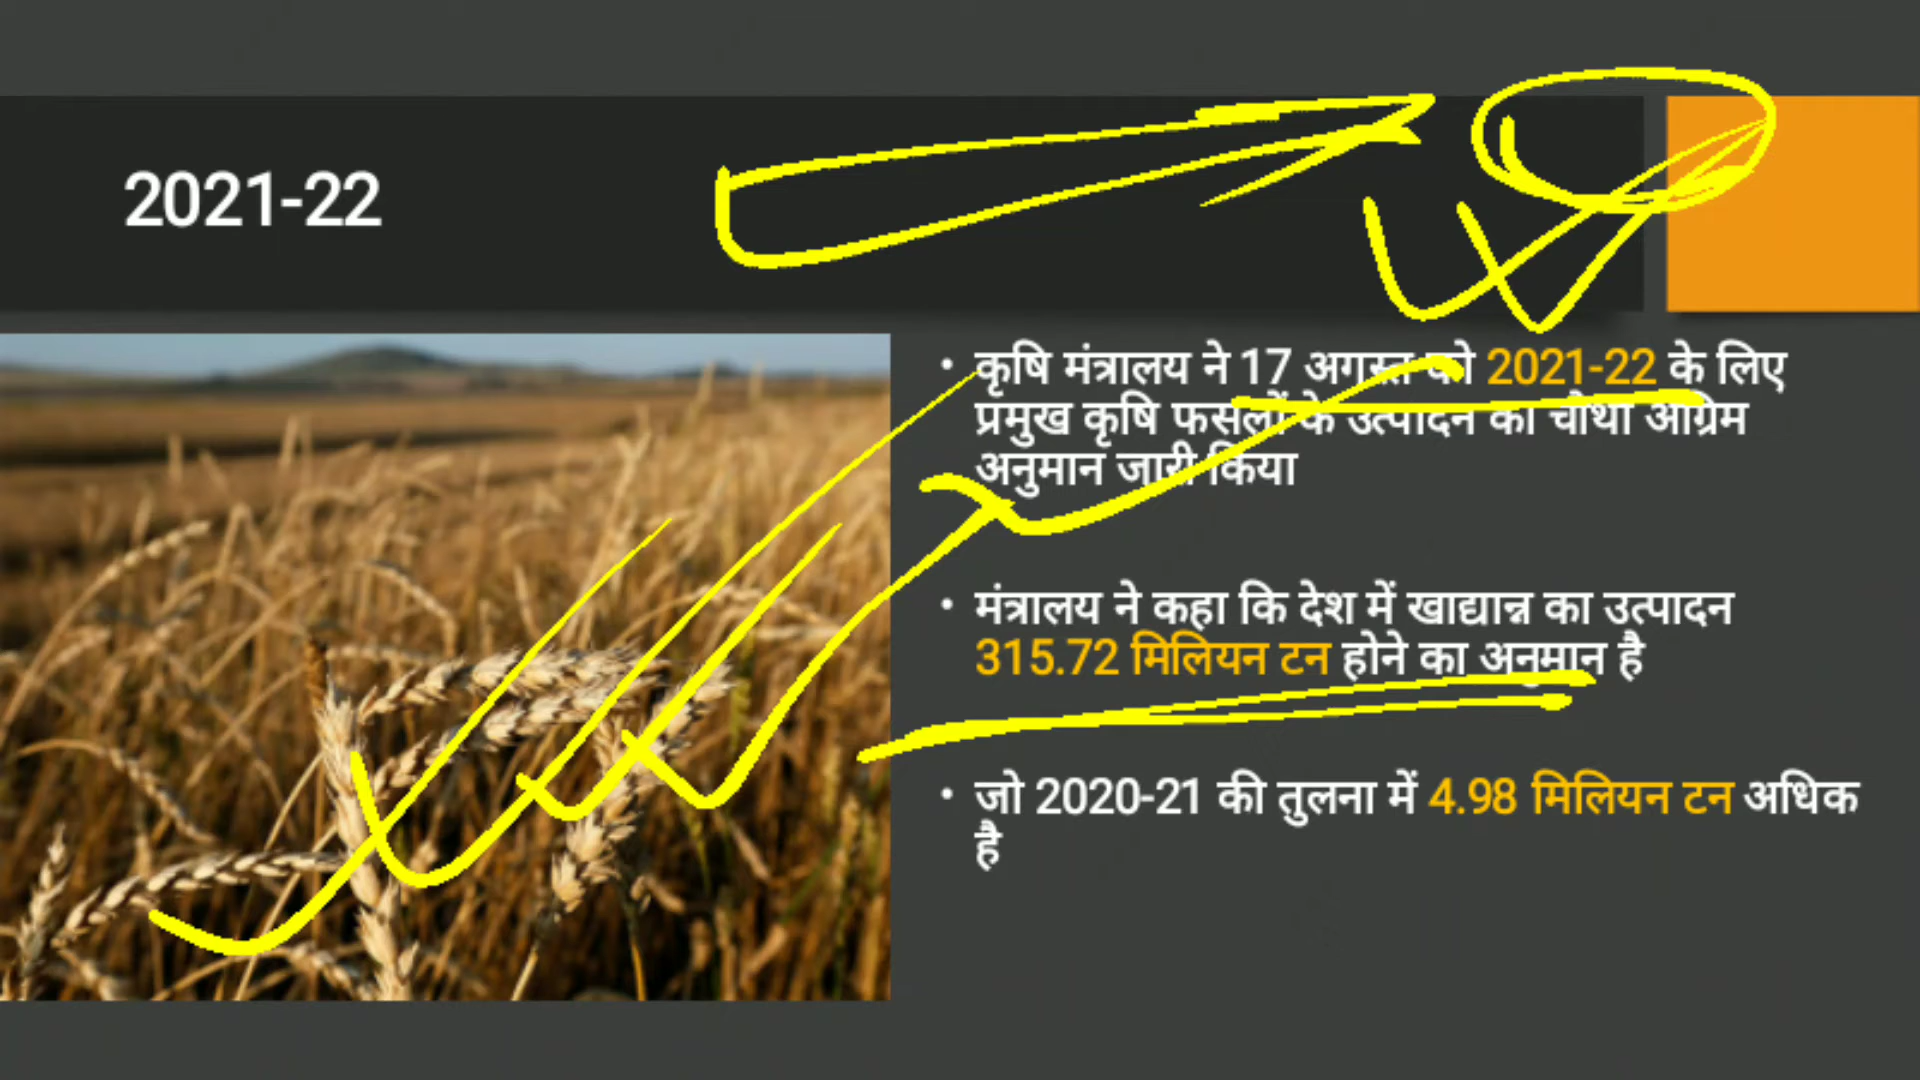 2021-22
• कृषि मंत्रालय ने 17 अगस्त को 2021-22 के लिए
प्रमुख कृषि फसलों के उत्पादन का चौथा अग्रिम
अनुमान जारी किया
• मंत्रालय ने कहा कि देश में खाद्यान्न का उत्पादन
315.72 मिलियन टन होने का अनुमान है
• जो 2020-21 की तुलना में 4.98 मिलियन टन अधिक
है